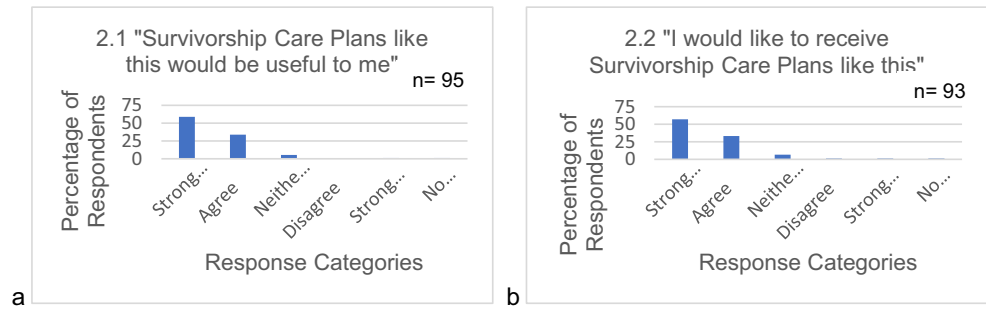 2.1 "Survivorship Care Plans like
this would be useful to me"
n= 95
Percentage of
Respondents
75
50
25
0
Strong...
Agree
Neithe...
Disagree
Strong...
No...
Response Categories
a
2.2 "I would like to receive
Survivorship Care Plans like this"
n= 93
Percentage of
Respondents
75
50
25
0
Strong...
Agree
Neithe...
Disagree
Strong...
No...
Response Categories
b